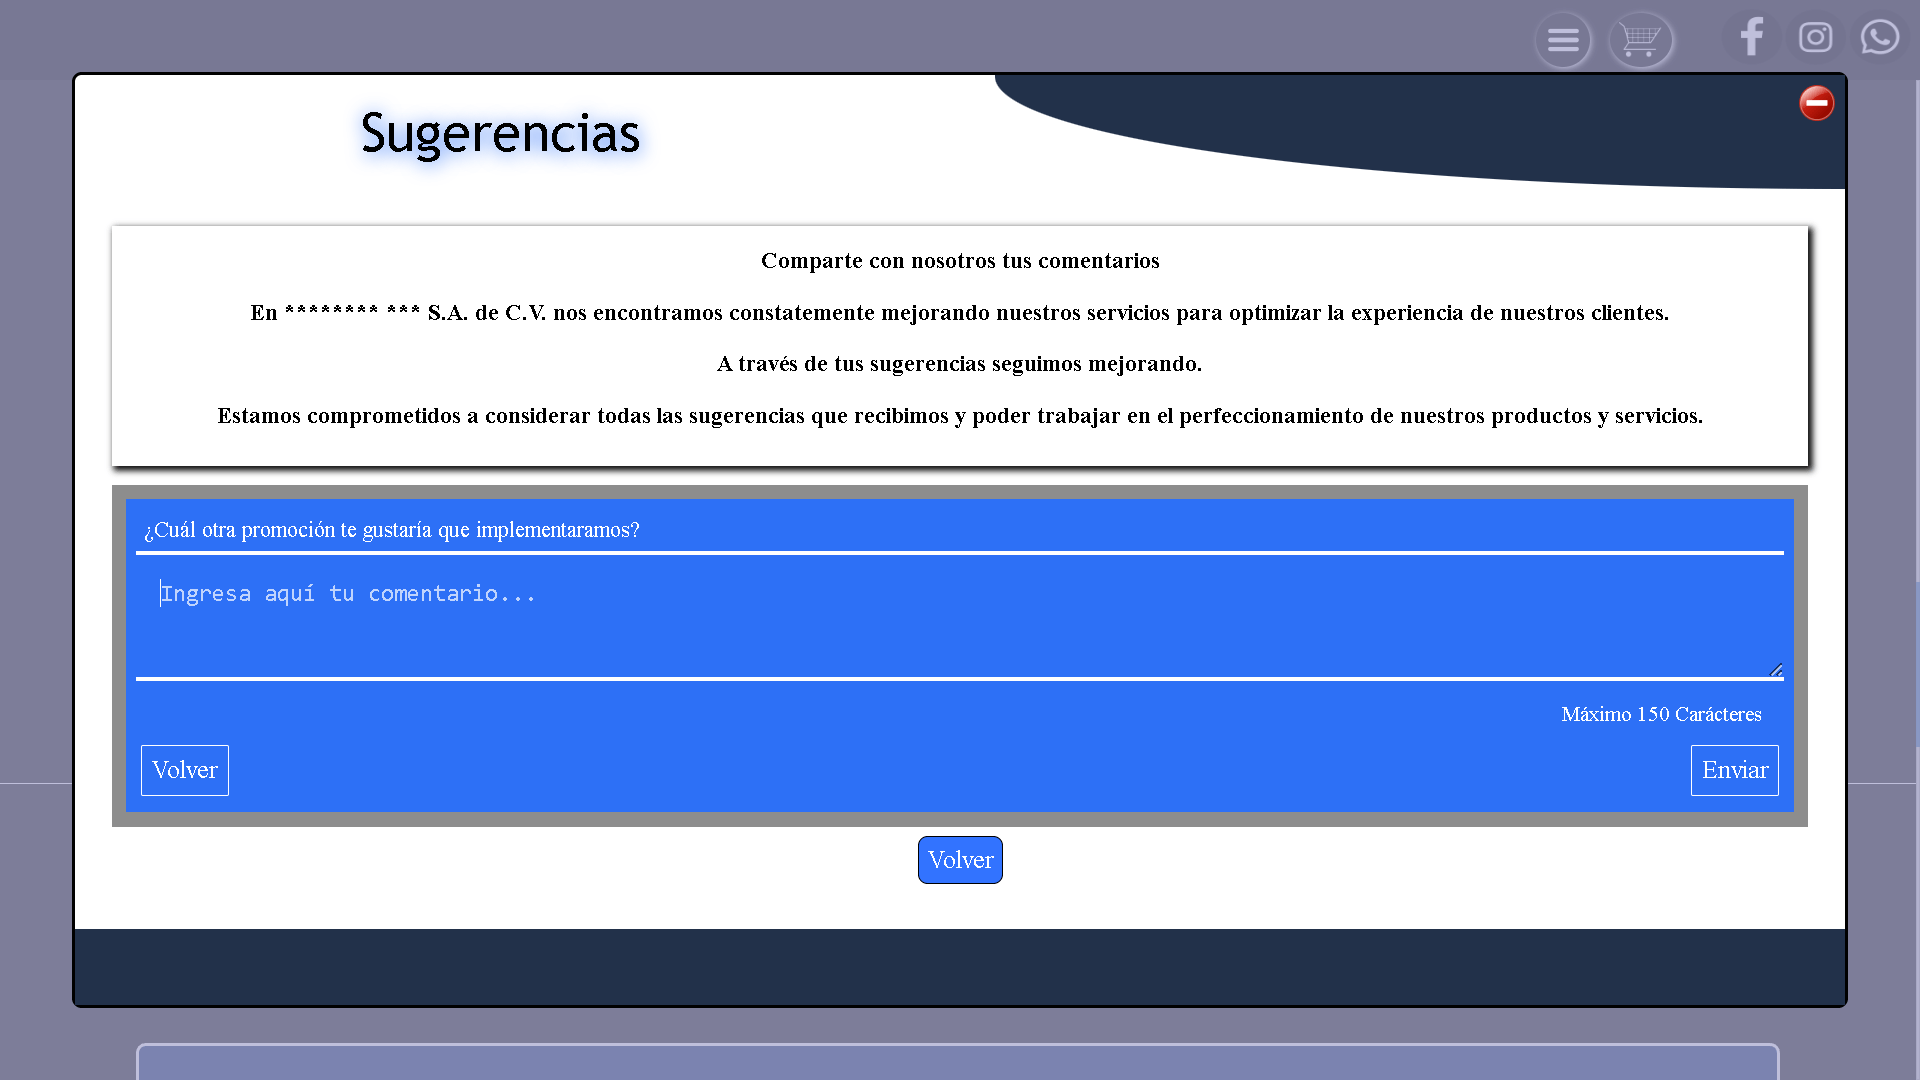 Sugerencias
Comparte con nosotros tus comentarios
En ******** *** S.A. de C.V. nos encontramos constatemente mejorando nuestros servicios para optimizar la experiencia de nuestros clientes.
A través de tus sugerencias seguimos mejorando.
Estamos comprometidos a considerar todas las sugerencias que recibimos y poder trabajar en el perfeccionamiento de nuestros productos y servicios.
¿Cuál otra promoción te gustaría que implementaramos?
Ingresa aquí tu comentario...
Máximo 150 Carácteres
Volver
Enviar
Volver